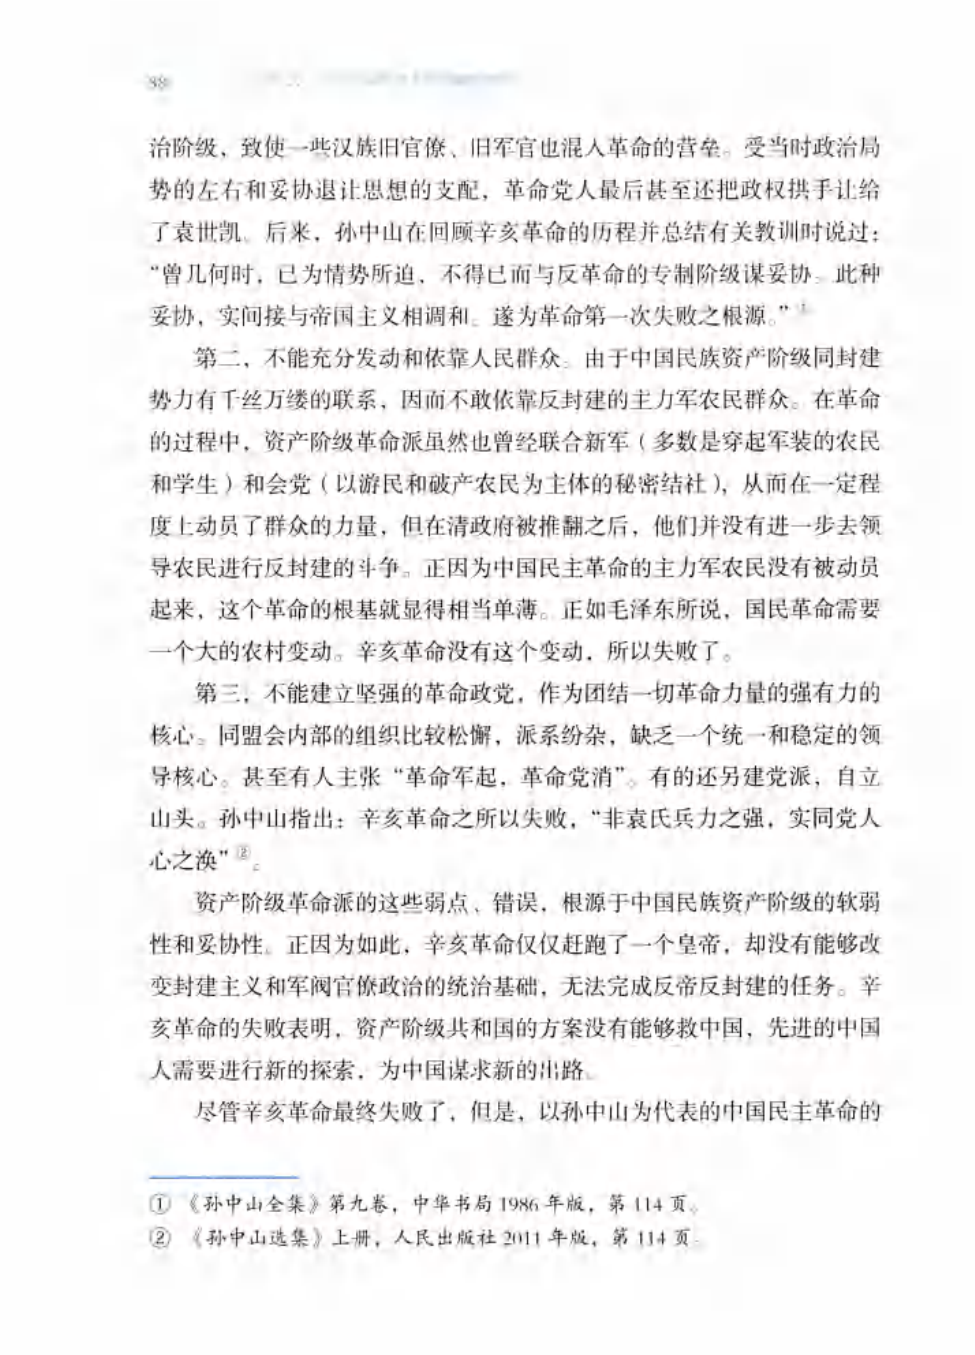 88
治阶级，致使一些汉族旧官僚、旧军官也混入革命的营垒。受当时政治局
势的左右和妥协退让思想的支配，革命党人最后甚至还把政权拱手让给
了袁世凯。后来，孙中山在回顾辛亥革命的历程并总结有关教训时说过：
“曾几何时，已为情势所迫，不得已而与反革命的专制阶级谋妥协。此种
妥协，实间接与帝国主义相调和。遂为革命第一次失败之根源。”①
第二，不能充分发动和依靠人民群众。由于中国民族资产阶级同封建
势力有千丝万缕的联系，因而不敢依靠反封建的主力军农民群众。在革命
的过程中，资产阶级革命派虽然也曾经联合新军（多数是穿起军装的农民
和学生）和会党（以游民和破产农民为主体的秘密结社），从而在一定程
度上动员了群众的力量，但在清政府被推翻之后，他们并没有进一步去领
导农民进行反封建的斗争。正因为中国民主革命的主力军农民没有被动员
起来，这个革命的根基就显得相当单薄。正如毛泽东所说，国民革命需要
一个大的农村变动。辛亥革命没有这个变动，所以失败了。
第三，不能建立坚强的革命政党，作为团结一切革命力量的强有力的
核心。同盟会内部的组织比较松懈，派系纷杂，缺乏一个统一和稳定的领
导核心。甚至有人主张“革命军起，革命党消”。有的还另建党派，自立
山头。孙中山指出：辛亥革命之所以失败，“非袁氏兵力之强，实同党人
心之涣”②。
资产阶级革命派的这些弱点、错误，根源于中国民族资产阶级的软弱
性和妥协性。正因为如此，辛亥革命仅仅赶跑了一个皇帝，却没有能够改
变封建主义和军阀官僚政治的统治基础，无法完成反帝反封建的任务。辛
亥革命的失败表明，资产阶级共和国的方案没有能够救中国，先进的中国
人需要进行新的探索，为中国谋求新的出路。
尽管辛亥革命最终失败了，但是，以孙中山为代表的中国民主革命的
① 《孙中山全集》第九卷，中华书局 1986 年版，第 114 页。
② 《孙中山选集》上册，人民出版社 2011 年版，第 114 页。